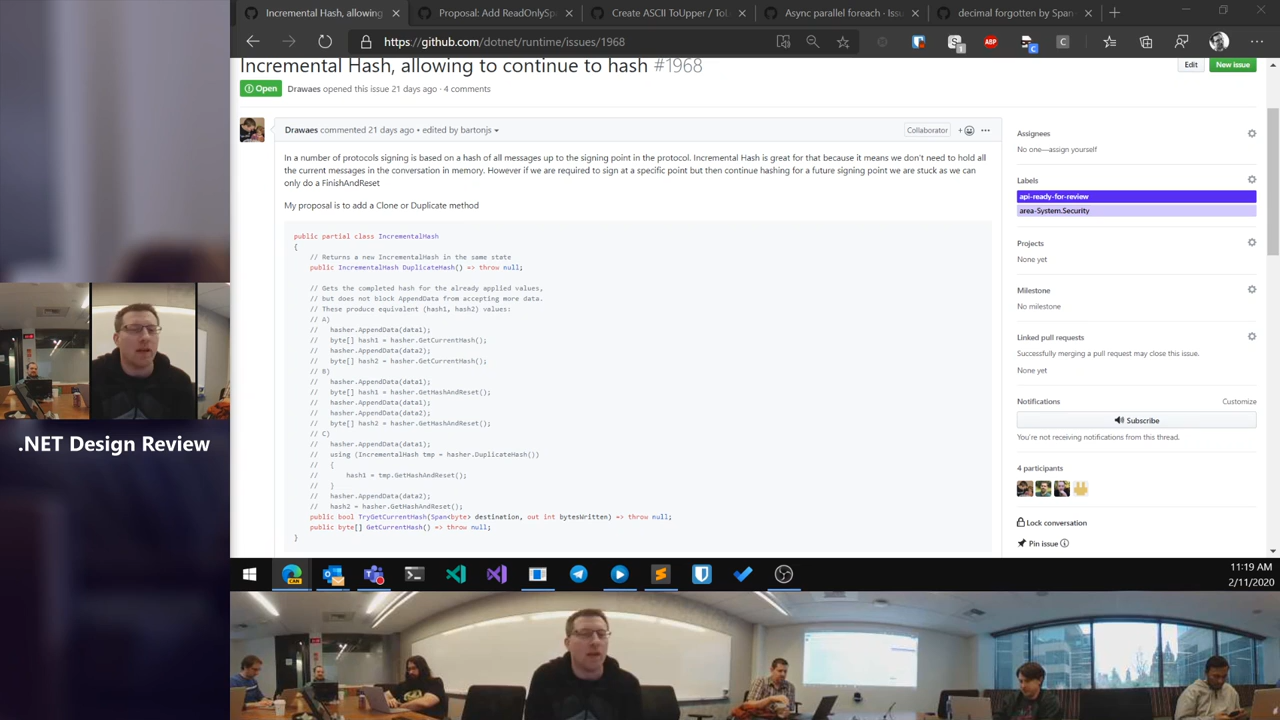 Incremental Hash, allowing
Proposal: Add ReadOnlySp
Create ASCII ToUpper / ToL
Async parallel foreach · Issu
decimal forgotten by Span
https://github.com/dotnet/runtime/issues/1968
Incremental Hash, allowing to continue to hash #1968
Edit
New issue
Open
Drawaes opened this issue 21 days ago · 4 comments
Drawaes commented 21 days ago • edited by bartonjs
Collaborator
In a number of protocols signing is based on a hash of all messages up to the signing point in the protocol. Incremental Hash is great for that because it means we don't need to hold all
the current messages in the conversation in memory. However if we are required to sign at a specific point but then continue hashing for a future signing point we are stuck as we can
only do a FinishAndReset
My proposal is to add a Clone or Duplicate method
public partial class IncrementalHash
{
// Returns a new IncrementalHash in the same state
public IncrementalHash DuplicateHash() => throw null;
// Gets the completed hash for the already applied values,
// but does not block AppendData from accepting more data.
// These produce equivalent (hash1, hash2) values:
// A)
// hasher.AppendData(data1);
// byte[] hash1 = hasher.GetCurrentHash();
// hasher.AppendData(data2);
// byte[] hash2 = hasher.GetCurrentHash();
// B)
// hasher.AppendData(data1);
// byte[] hash1 = hasher.GetHashAndReset();
// hasher.AppendData(data1);
// hasher.AppendData(data2);
// byte[] hash2 = hasher.GetHashAndReset();
// C)
// hasher.AppendData(data1);
// using (IncrementalHash tmp = hasher.DuplicateHash())
// {
// hash1 = tmp.GetHashAndReset();
// }
// hasher.AppendData(data2);
// hash2 = hasher.GetHashAndReset();
public bool TryGetCurrentHash(Span<byte> destination, out int bytesWritten) => throw null;
public byte[] GetCurrentHash() => throw null;
}
Assignees
No one—assign yourself
Labels
api-ready-for-review
area-System.Security
Projects
None yet
Milestone
No milestone
Linked pull requests
Successfully merging a pull request may close this issue.
None yet
Notifications
Customize
Subscribe
You're not receiving notifications from this thread.
4 participants
Lock conversation
Pin issue
.NET Design Review
11:19 AM
2/11/2020